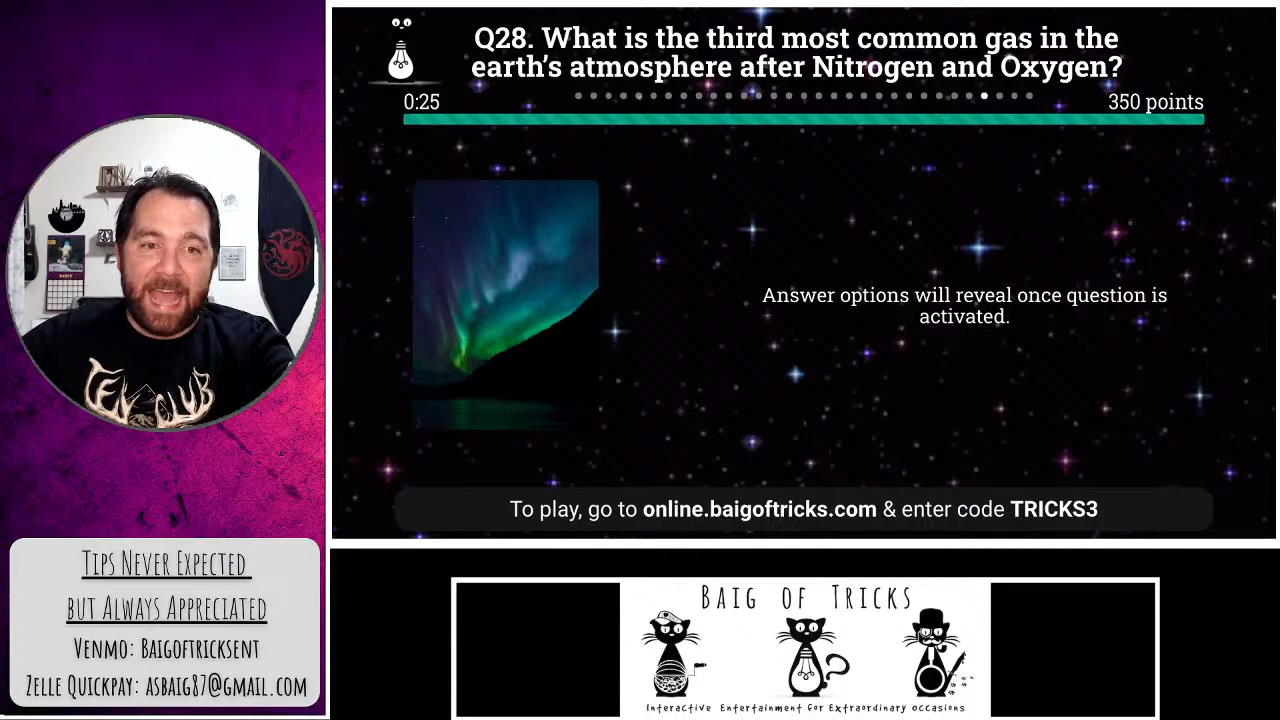 Q28. What is the third most common gas in the
earth's atmosphere after Nitrogen and Oxygen?
0:25
350 points
Answer options will reveal once question is
activated.
To play, go to online.baigoftricks.com & enter code TRICKS3
TEN CLUB
Tips Never Expected
but Always Appreciated
Venmo: Baigoftricksent
Zelle Quickpay: asbaig87@gmail.com
Baig of Tricks
Interactive Entertainment for Extraordinary Occasions